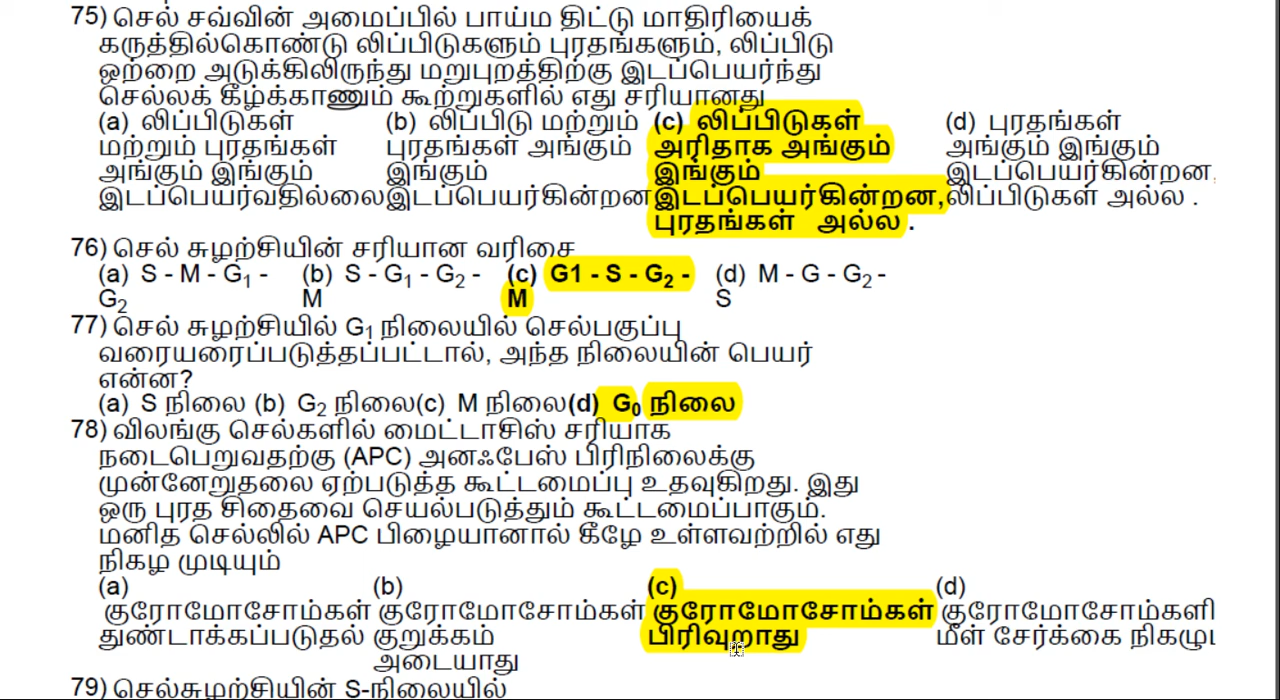 75) செல் சவ்வின் அமைப்பில் பாய்ம திட்டு மாதிரியைக்
கருத்தில்கொண்டு லிப்பிடுகளும் புரதங்களும், லிப்பிடு
ஒற்றை அடுக்கிலிருந்து மறுபுறத்திற்கு இடப்பெயர்ந்து
செல்லக் கீழ்க்காணும் கூற்றுகளில் எது சரியானது
(a) லிப்பிடுகள் (b) லிப்பிடு மற்றும் (c) லிப்பிடுகள் (d) புரதங்கள்
மற்றும் புரதங்கள் புரதங்கள் அங்கும் அரிதாக அங்கும் அங்கும் இங்கும்
அங்கும் இங்கும் இங்கும் இங்கும் இடப்பெயர்கின்றன,
இடப்பெயர்வதில்லை இடப்பெயர்கின்றன இடப்பெயர்கின்றன, லிப்பிடுகள் அல்ல .
புரதங்கள் அல்ல .
76) செல் சுழற்சியின் சரியான வரிசை
(a) S - M - G₁ - (b) S - G₁ - G₂ - (c) G1 - S - G₂ - (d) M - G - G₂ -
G₂ M M S
77) செல் சுழற்சியில் G₁ நிலையில் செல்பகுப்பு
வரையரைப்படுத்தப்பட்டால், அந்த நிலையின் பெயர்
என்ன?
(a) S நிலை (b) G₂ நிலை(c) M நிலை(d) G₀ நிலை
78) விலங்கு செல்களில் மைட்டாசிஸ் சரியாக
நடைபெறுவதற்கு (APC) அனஃபேஸ் பிரிநிலைக்கு
முன்னேறுதலை ஏற்படுத்த கூட்டமைப்பு உதவுகிறது. இது
ஒரு புரத சிதைவை செயல்படுத்தும் கூட்டமைப்பாகும்.
மனித செல்லில் APC பிழையானால் கீழே உள்ளவற்றில் எது
நிகழ முடியும்
(a) (b) (c) (d)
குரோமோசோம்கள் குரோமோசோம்கள் குரோமோசோம்கள் குரோமோசோம்களி
துண்டாக்கப்படுதல் குறுக்கம் பிரிவுறாது மீள் சேர்க்கை
அடையாது
79) செல்சுழற்சியின் S-நிலையில்